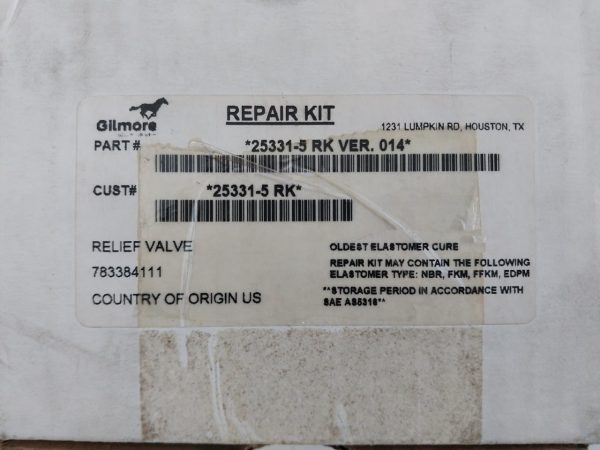 Gilmore
REPAIR KIT
1231 LUMPKIN RD, HOUSTON, TX
PART # *25331-5 RK VER. 014*
CUST# *25331-5 RK*
RELIEF VALVE
783384111
COUNTRY OF ORIGIN US
OLDEST ELASTOMER CURE
REPAIR KIT MAY CONTAIN THE FOLLOWING
ELASTOMER TYPE: NBR, FKM, FFKM, EDPM
**STORAGE PERIOD IN ACCORDANCE WITH
SAE AS5316**